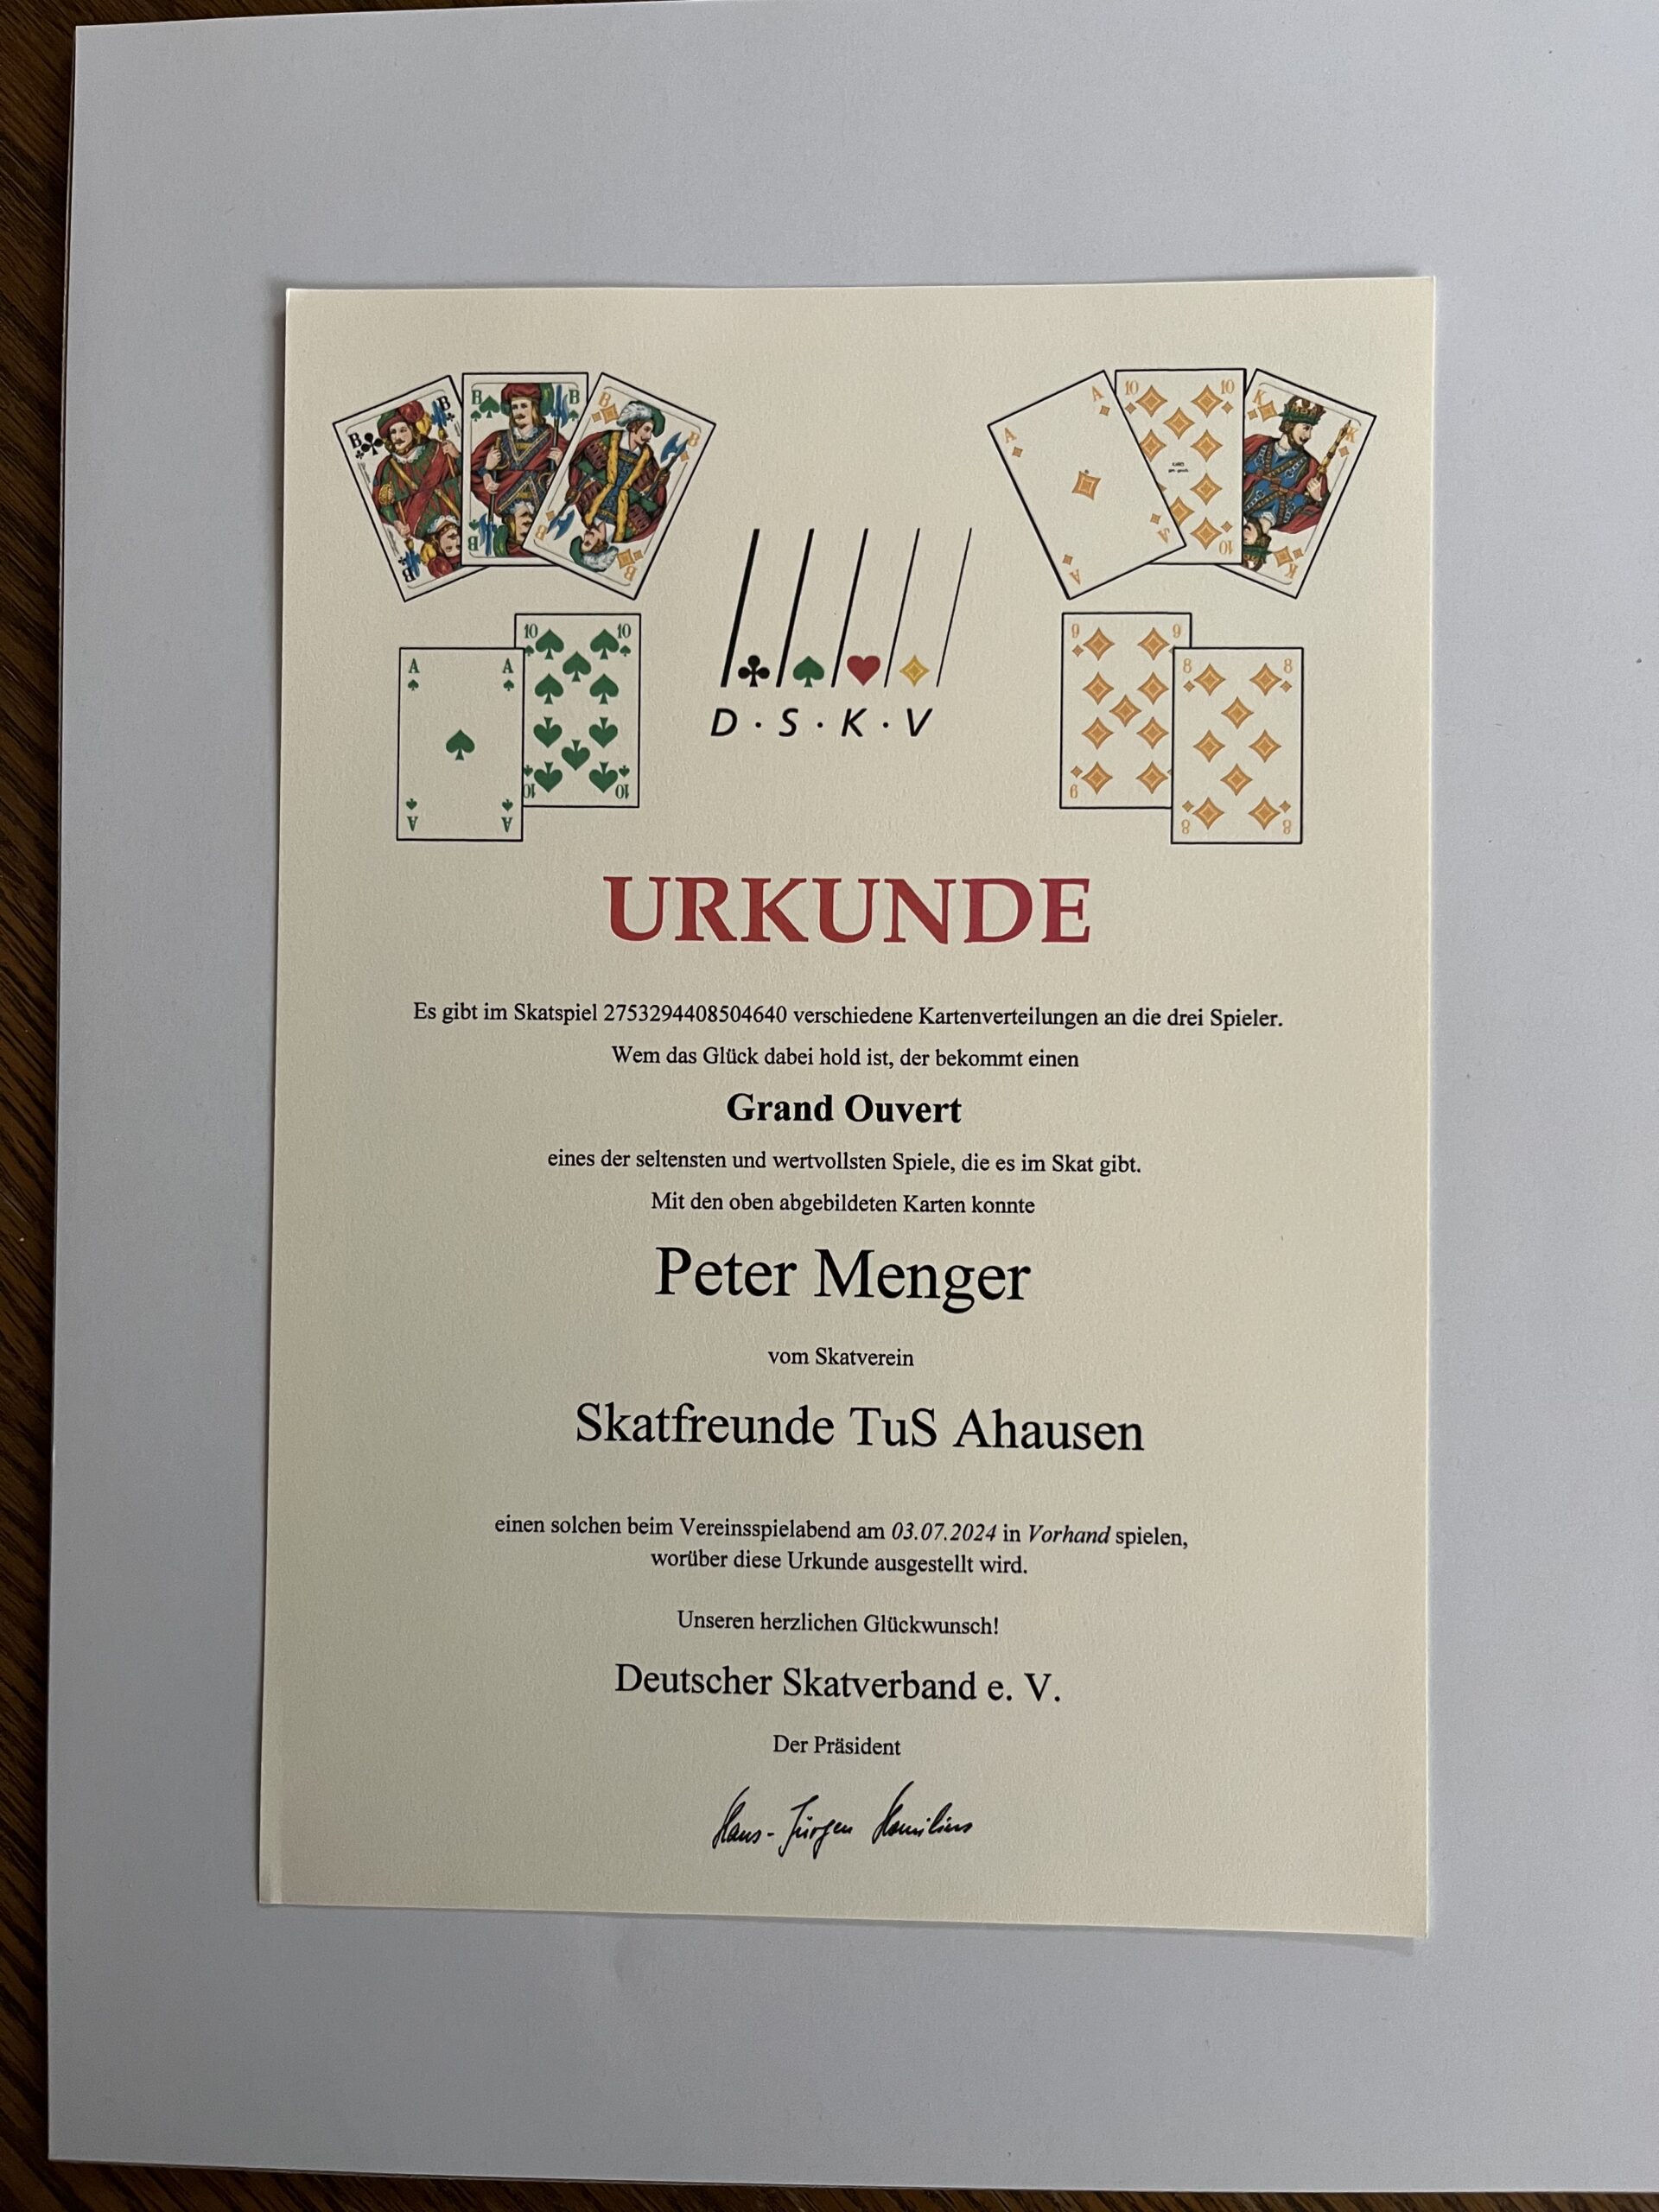 D · S · K · V
URKUNDE
Es gibt im Skatspiel 2753294408504640 verschiedene Kartenverteilungen an die drei Spieler.
Wem das Glück dabei hold ist, der bekommt einen
Grand Ouvert
eines der seltensten und wertvollsten Spiele, die es im Skat gibt.
Mit den oben abgebildeten Karten konnte
Peter Menger
vom Skatverein
Skatfreunde TuS Ahausen
einen solchen beim Vereinsspielabend am 03.07.2024 in Vorhand spielen,
worüber diese Urkunde ausgestellt wird.
Unseren herzlichen Glückwunsch!
Deutscher Skatverband e. V.
Der Präsident
Hans-Jürgen